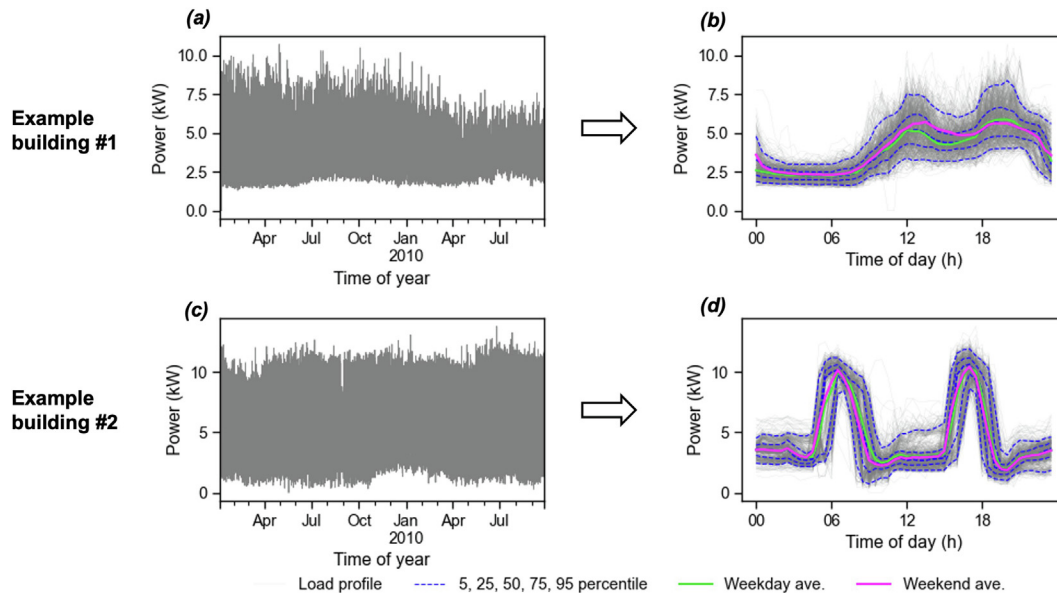 (a)
(b)
Example
building #1
Power (kW)
10.0
7.5
5.0
2.5
0.0
Apr Jul Oct Jan Apr Jul
2010
Time of year
Power (kW)
10.0
7.5
5.0
2.5
0.0
00 06 12 18
Time of day (h)
(c)
(d)
Example
building #2
Power (kW)
10
5
0
Apr Jul Oct Jan Apr Jul
2010
Time of year
Power (kW)
10
5
0
00 06 12 18
Time of day (h)
Load profile 5, 25, 50, 75, 95 percentile Weekday ave. Weekend ave.